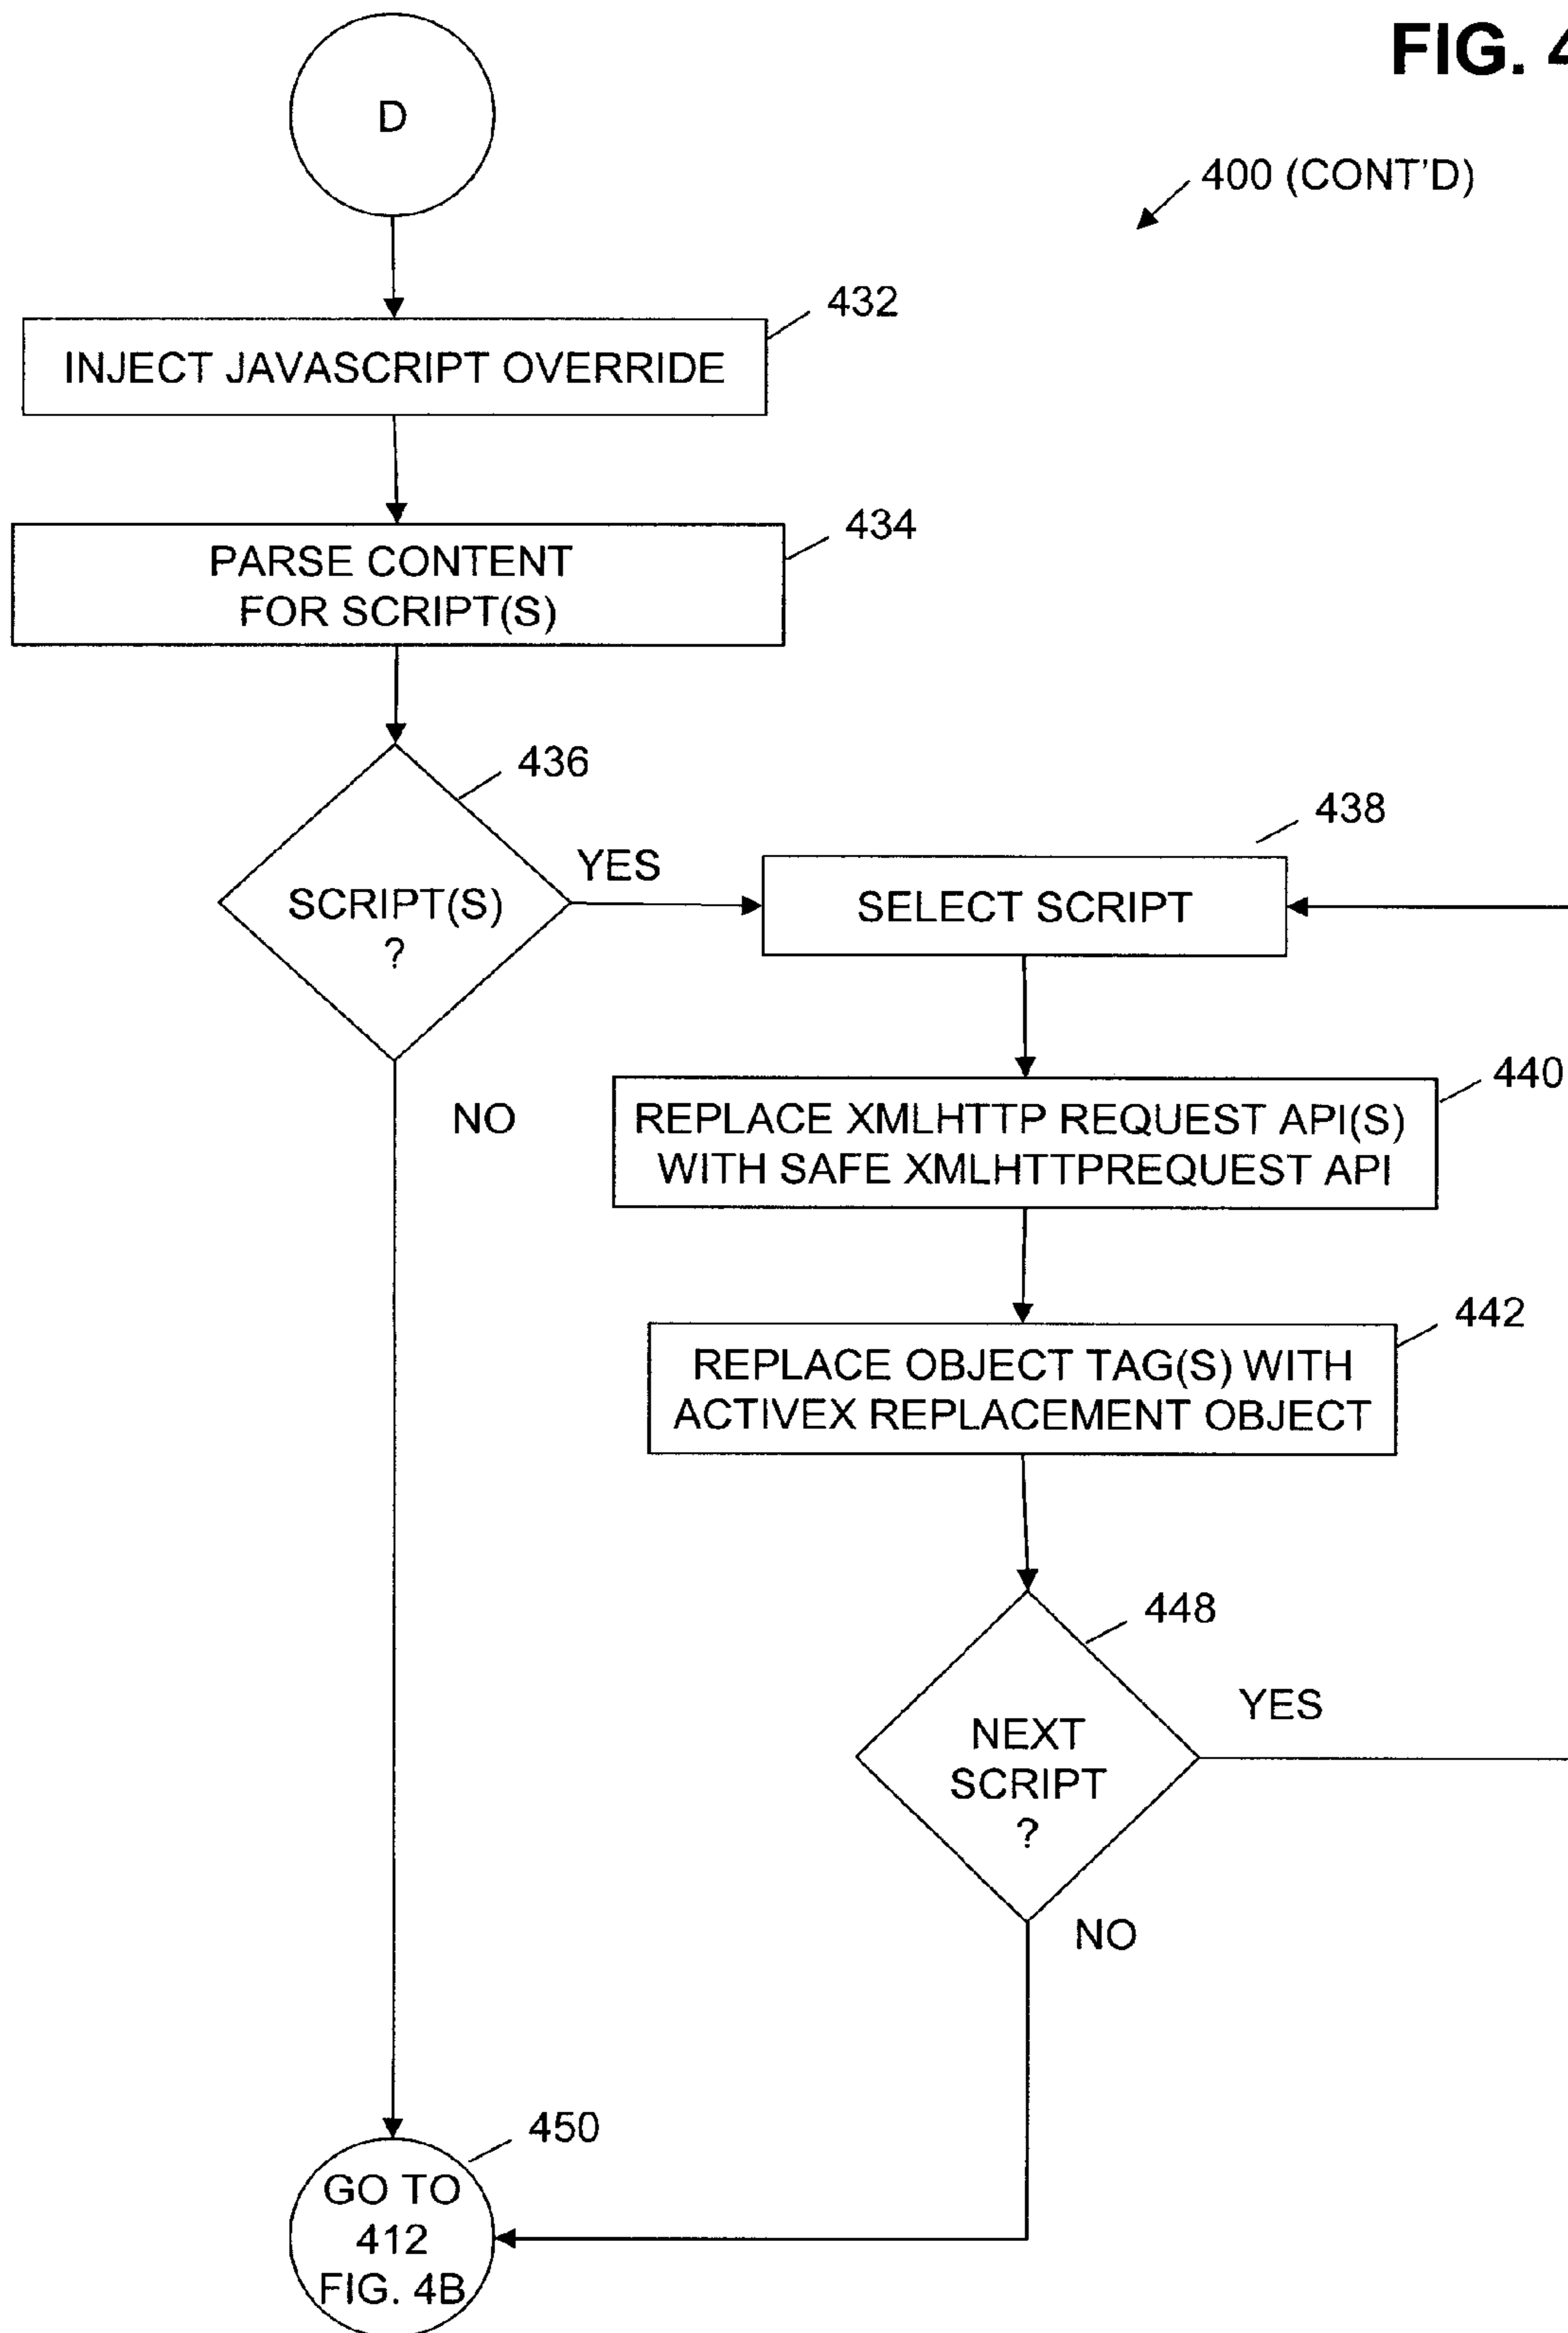 FIG. 4
D
400 (CONT'D)
432
INJECT JAVASCRIPT OVERRIDE
434
PARSE CONTENT
FOR SCRIPT(S)
436
SCRIPT(S)
?
YES
NO
438
SELECT SCRIPT
440
REPLACE XMLHTTP REQUEST API(S)
WITH SAFE XMLHTTPREQUEST API
442
REPLACE OBJECT TAG(S) WITH
ACTIVEX REPLACEMENT OBJECT
448
NEXT
SCRIPT
?
YES
NO
450
GO TO
412
FIG. 4B